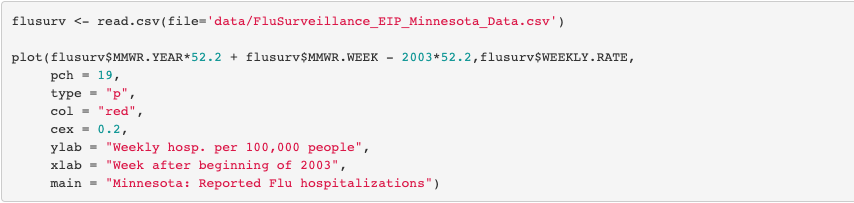 flusurv <- read.csv(file='data/FluSurveillance_EIP_Minnesota_Data.csv')
plot(flusurv$MMWR.YEAR*52.2 + flusurv$MMWR.WEEK - 2003*52.2,flusurv$WEEKLY.RATE,
     pch = 19,
     type = "p",
     col = "red",
     cex = 0.2,
     ylab = "Weekly hosp. per 100,000 people",
     xlab = "Week after beginning of 2003",
     main = "Minnesota: Reported Flu hospitalizations")